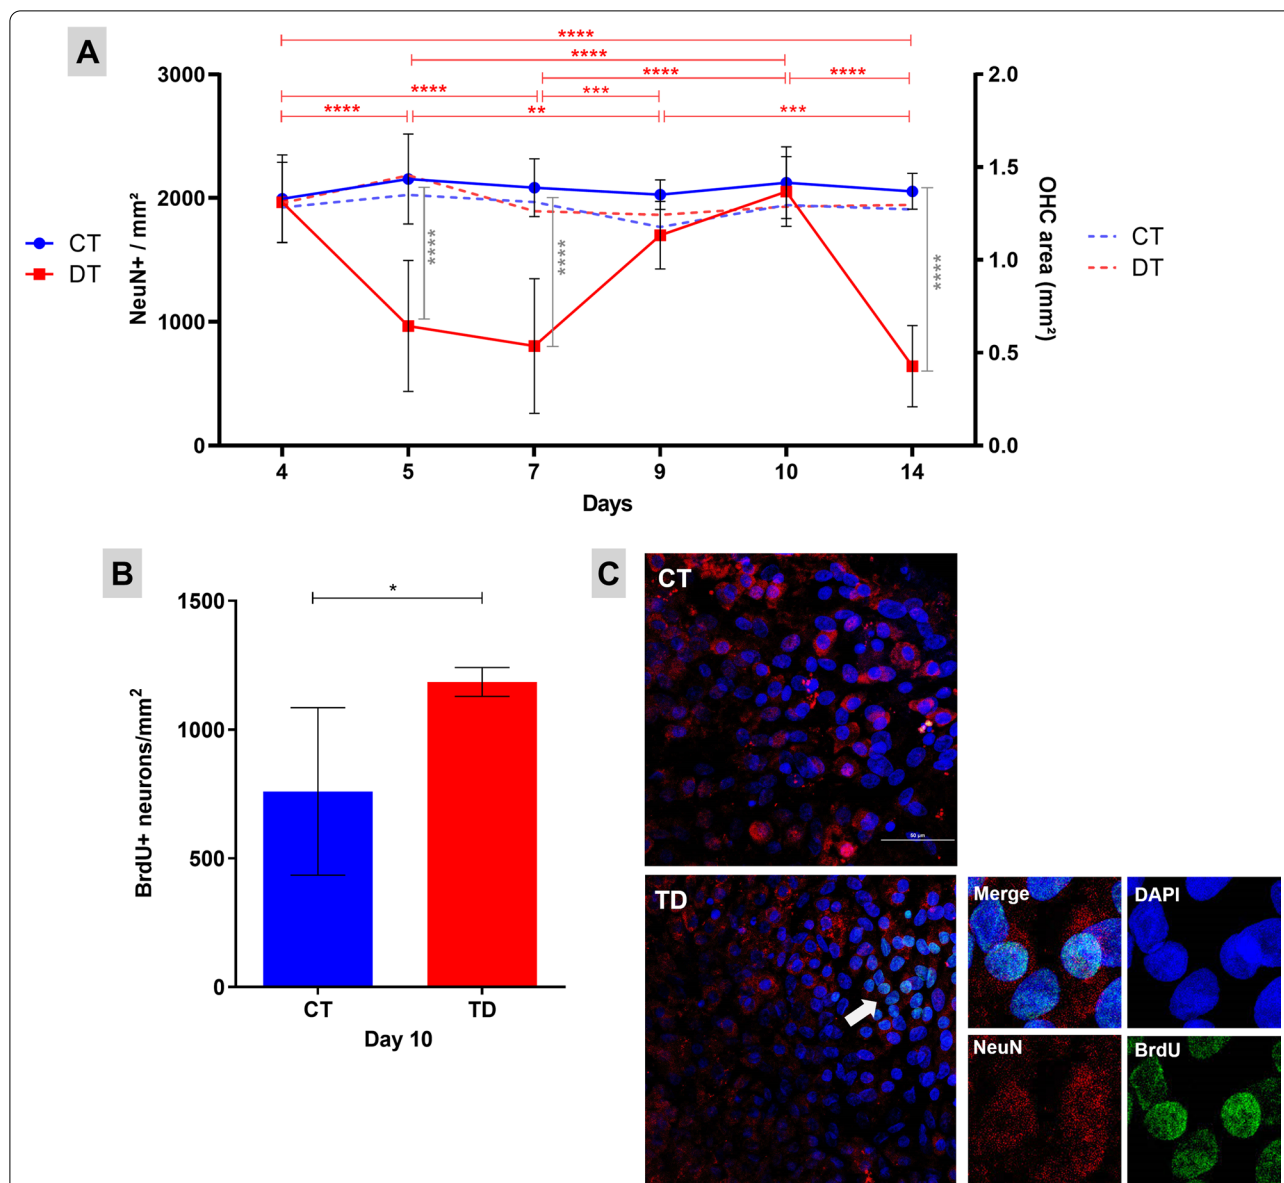 A
****
****
**** ****
**** ***
**** ** ***
3000
2000
1000
0
NeuN+ / mm²
CT
DT
****
****
****
2.0
1.5
1.0
0.5
0.0
OHC area (mm²)
CT
DT
4 5 7 9 10 14
Days
B
*
1500
1000
500
0
BrdU+ neurons/mm²
CT TD
Day 10
C
CT
50 µm
TD
Merge
DAPI
NeuN
BrdU